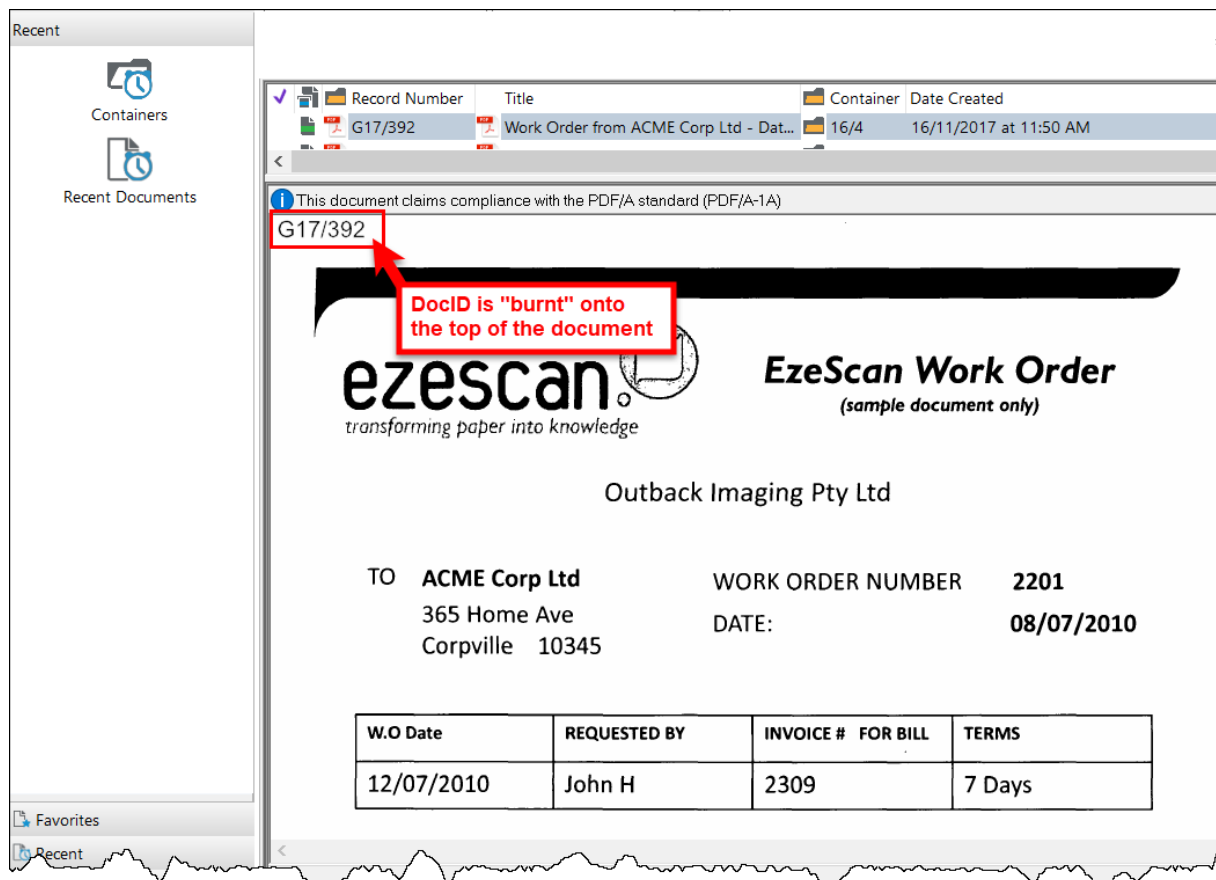 Recent
Containers
Recent Documents
Favorites
Recent
Record Number Title Container Date Created
G17/392 Work Order from ACME Corp Ltd - Dat... 16/4 16/11/2017 at 11:50 AM
This document claims compliance with the PDF/A standard (PDF/A-1A)
G17/392
DocID is "burnt" onto
the top of the document
ezescan.
transforming paper into knowledge
EzeScan Work Order
(sample document only)
Outback Imaging Pty Ltd
TO ACME Corp Ltd
365 Home Ave
Corpville 10345
WORK ORDER NUMBER 2201
DATE: 08/07/2010
W.O Date REQUESTED BY INVOICE # FOR BILL TERMS
12/07/2010 John H 2309 7 Days